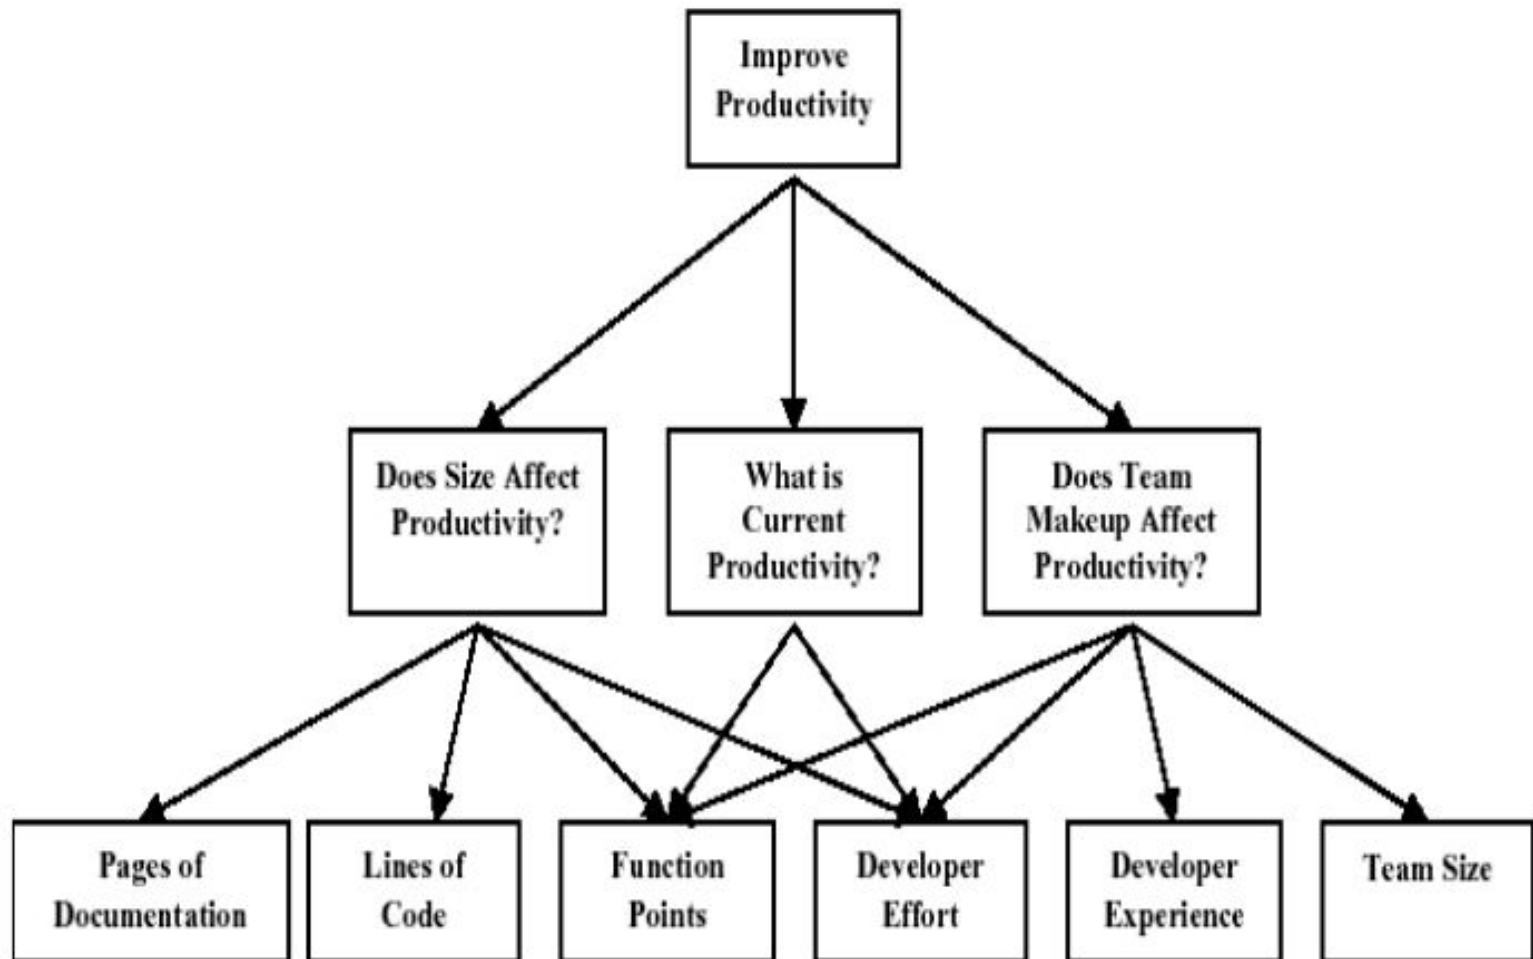 Improve
Productivity
Does Size Affect
Productivity?
What is
Current
Productivity?
Does Team
Makeup Affect
Productivity?
Pages of
Documentation
Lines of
Code
Function
Points
Developer
Effort
Developer
Experience
Team Size